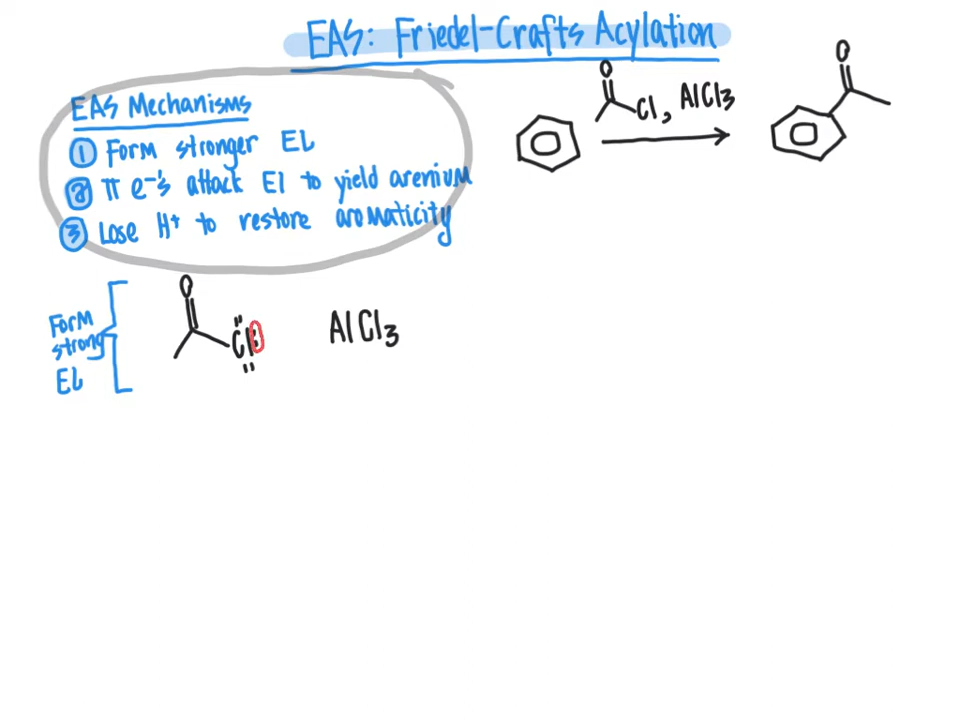 EAS: Friedel-Crafts Acylation
EAS Mechanisms
① Form stronger EL
② π e⁻'s attack El to yield arenium
③ Lose H+ to restore aromaticity
O
Cl, AlCl3
O
Form
strong
EL
O
Cl
AlCl3